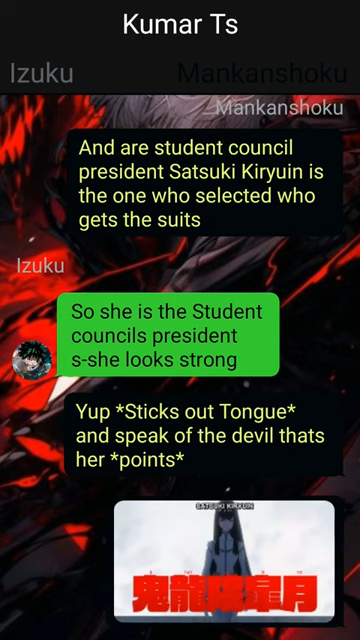 Kumar Ts
Izuku
Mankanshoku
Mankanshoku
And are student council
president Satsuki Kiryuin is
the one who selected who
gets the suits
Izuku
So she is the Student
councils president
s-she looks strong
Yup *Sticks out Tongue*
and speak of the devil thats
her *points*
SATSUKI KIRYUIN
鬼龍院皐月